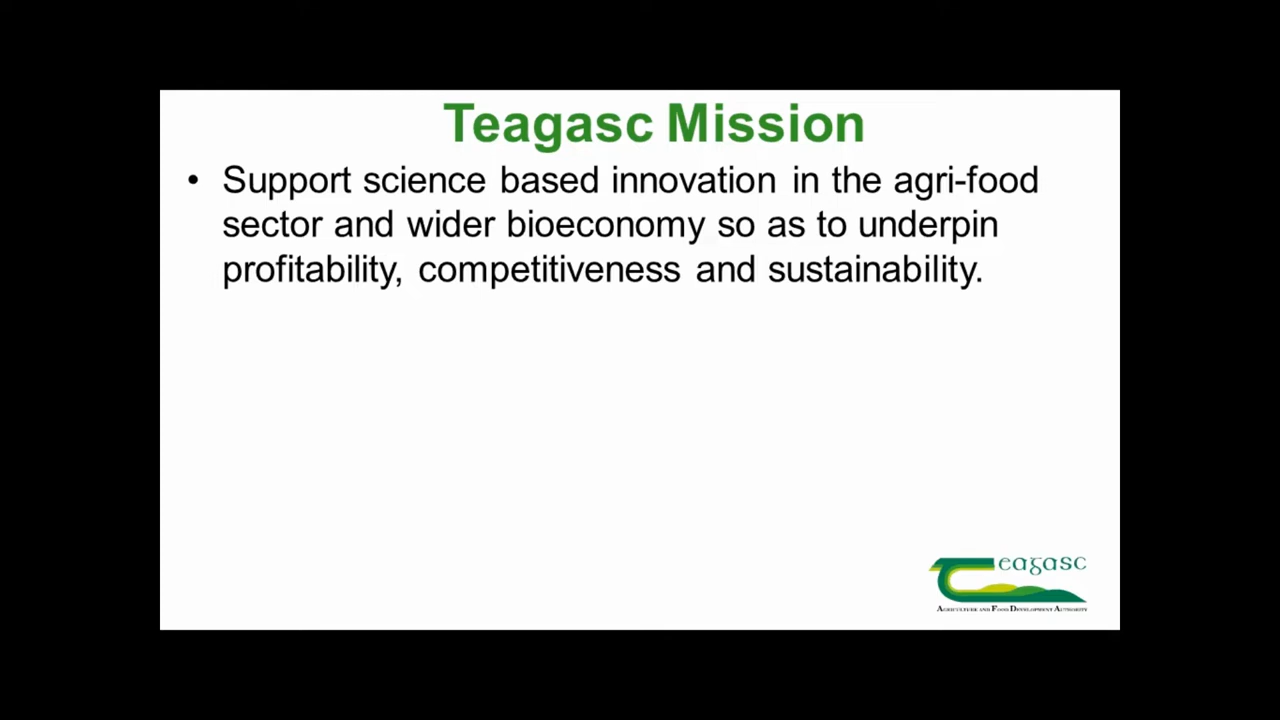 Teagasc Mission
• Support science based innovation in the agri-food
sector and wider bioeconomy so as to underpin
profitability, competitiveness and sustainability.
Teagasc
AGRICULTURE AND FOOD DEVELOPMENT AUTHORITY